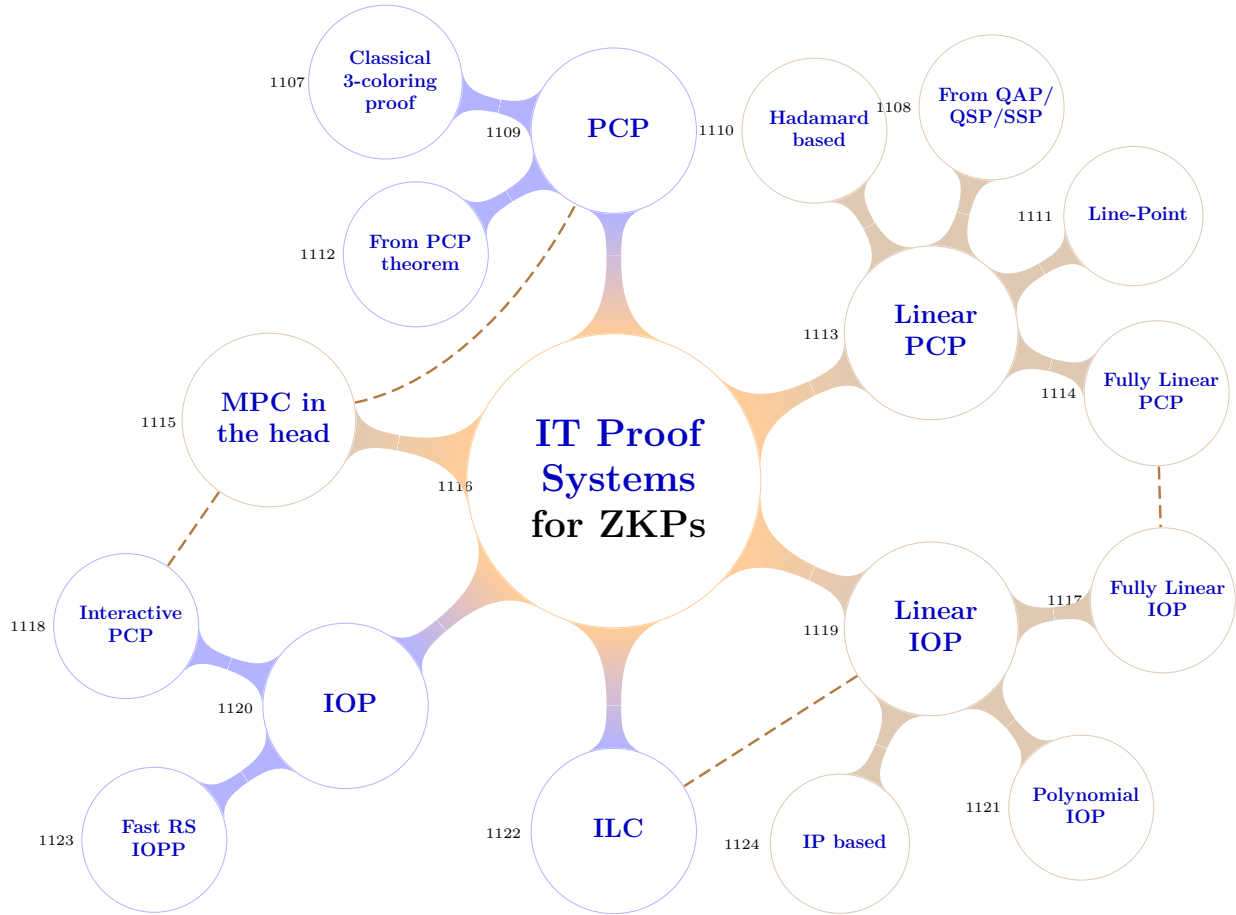 1107
Classical
3-coloring
proof
1109
PCP
1110
Hadamard
based
1108
From QAP/
QSP/SSP
1111
Line-Point
1112
From PCP
theorem
1113
Linear
PCP
1114
Fully Linear
PCP
1115
MPC in
the head
1116
IT Proof
Systems
for ZKPs
1117
Fully Linear
IOP
1118
Interactive
PCP
1119
Linear
IOP
1120
IOP
1121
Polynomial
IOP
1122
ILC
1123
Fast RS
IOPP
1124
IP based